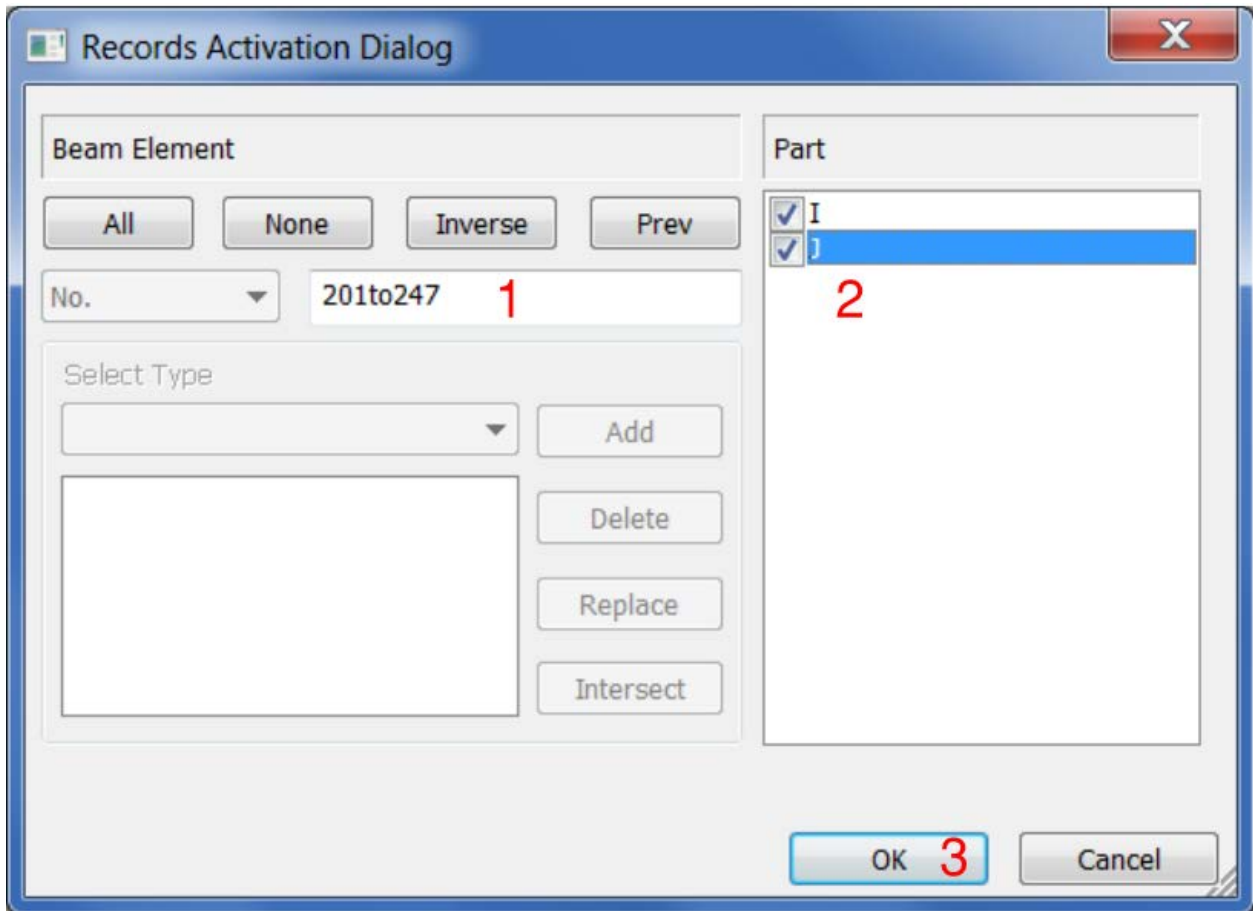 Records Activation Dialog
X
Beam Element
Part
All None Inverse Prev
I
J
No. 201to247 1
2
Select Type
Add
Delete
Replace
Intersect
OK 3 Cancel